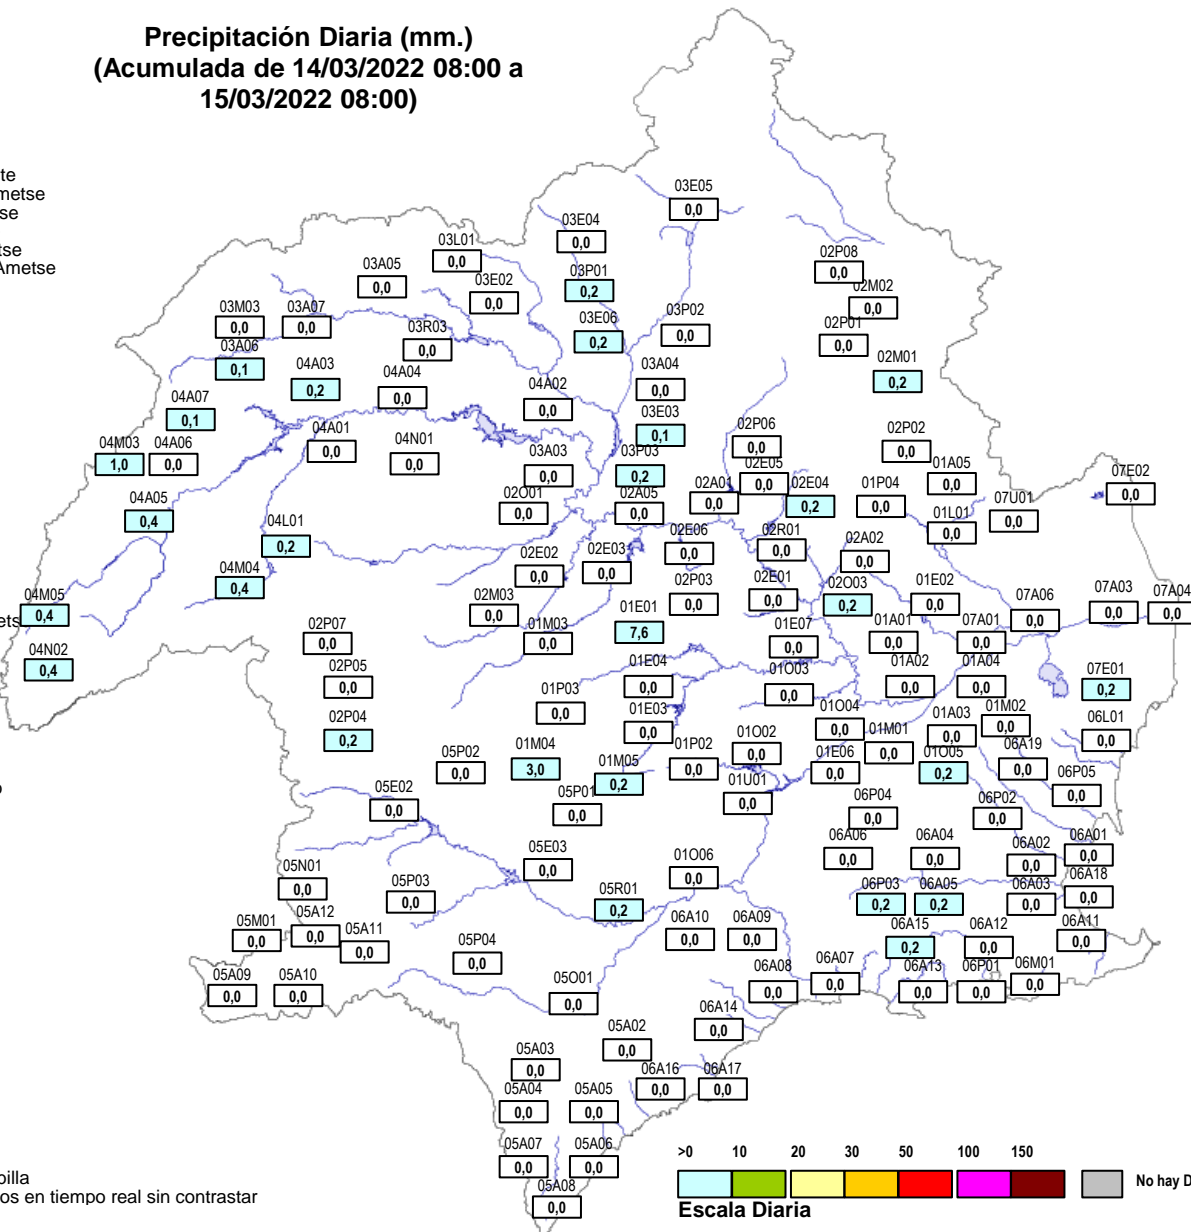 Precipitación Diaria (mm.)
(Acumulada de 14/03/2022 08:00 a
15/03/2022 08:00)
te
metse
se
tse
Ametse
03E05
0,0
03E04
0,0
03L01
0,0
03A05
0,0
03E02
0,0
03P01
0,2
02P08
0,0
02M02
0,0
03M03
0,0
03A07
0,0
03R03
0,0
03E06
0,2
03P02
0,0
02P01
0,0
03A06
0,1
04A03
0,2
04A04
0,0
04A02
0,0
03A04
0,0
02M01
0,2
04A07
0,1
03E03
0,1
04M03
1,0
04A06
0,0
04A01
0,0
04N01
0,0
03A03
0,0
03P03
0,2
02P06
0,0
02P02
0,0
02E05
0,0
01A05
0,0
07E02
0,0
04A05
0,4
02O01
0,0
02A05
0,0
02A01
0,0
02E04
0,2
01P04
0,0
07U01
0,0
01L01
0,0
04L01
0,2
02E06
0,0
02R01
0,0
02A02
0,0
04M04
0,4
02E02
0,0
02E03
0,0
04M05
0,4
ets
02M03
0,0
02P03
0,0
02E01
0,0
02O03
0,2
01E02
0,0
07A06
0,0
07A03
0,0
07A04
0,0
02P07
0,0
01M03
0,0
01E01
7,6
01E07
0,0
01A01
0,0
07A01
0,0
04N02
0,4
02P05
0,0
01E04
0,0
01O03
0,0
01A02
0,0
01A04
0,0
07E01
0,2
01P03
0,0
01E03
0,0
01O04
0,0
01A03
0,0
01M02
0,0
06L01
0,0
02P04
0,2
05P02
0,0
01M04
3,0
01M05
0,2
01P02
0,0
01O02
0,0
01E06
0,0
01M01
0,0
01O05
0,2
06A19
0,0
06P05
0,0
o
05E02
0,0
05P01
0,0
01U01
0,0
06P04
0,0
06P02
0,0
05E03
0,0
01O06
0,0
06A06
0,0
06A04
0,0
06A02
0,0
06A01
0,0
05N01
0,0
05P03
0,0
05R01
0,2
06P03
0,2
06A05
0,2
06A03
0,0
06A18
0,0
05M01
0,0
05A12
0,0
05A11
0,0
05P04
0,0
06A10
0,0
06A09
0,0
06A15
0,2
06A12
0,0
06A11
0,0
05A09
0,0
05A10
0,0
05O01
0,0
06A08
0,0
06A07
0,0
06A13
0,0
06P01
0,0
06M01
0,0
06A14
0,0
05A02
0,0
05A03
0,0
06A16
0,0
06A17
0,0
05A04
0,0
05A05
0,0
05A07
0,0
05A06
0,0
05A08
0,0
oilla
os en tiempo real sin contrastar
>0 10 20 30 50 100 150
No hay D
Escala Diaria